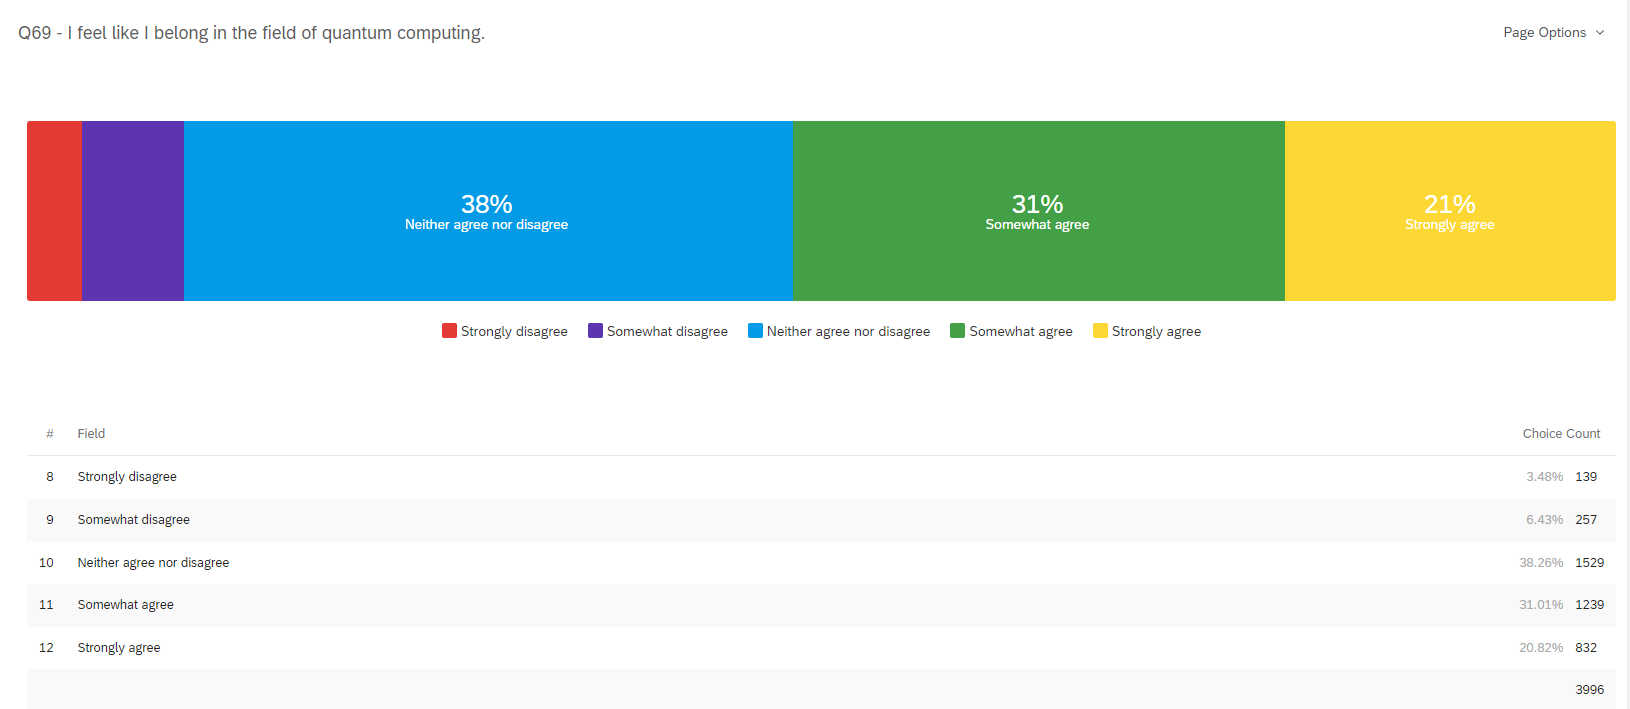 Q69 - I feel like I belong in the field of quantum computing.
Page Options
38%
Neither agree nor disagree
31%
Somewhat agree
21%
Strongly agree
Strongly disagree
Somewhat disagree
Neither agree nor disagree
Somewhat agree
Strongly agree
# Field Choice Count
8 Strongly disagree 3.48% 139
9 Somewhat disagree 6.43% 257
10 Neither agree nor disagree 38.26% 1529
11 Somewhat agree 31.01% 1239
12 Strongly agree 20.82% 832
3996